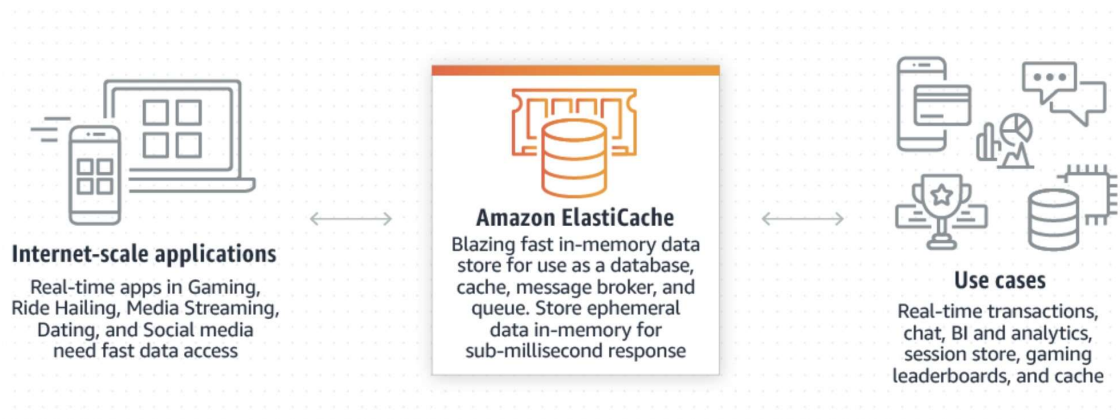 Internet-scale applications
Real-time apps in Gaming,
Ride Hailing, Media Streaming,
Dating, and Social media
need fast data access
Amazon ElastiCache
Blazing fast in-memory data
store for use as a database,
cache, message broker, and
queue. Store ephemeral
data in-memory for
sub-millisecond response
Use cases
Real-time transactions,
chat, BI and analytics,
session store, gaming
leaderboards, and cache